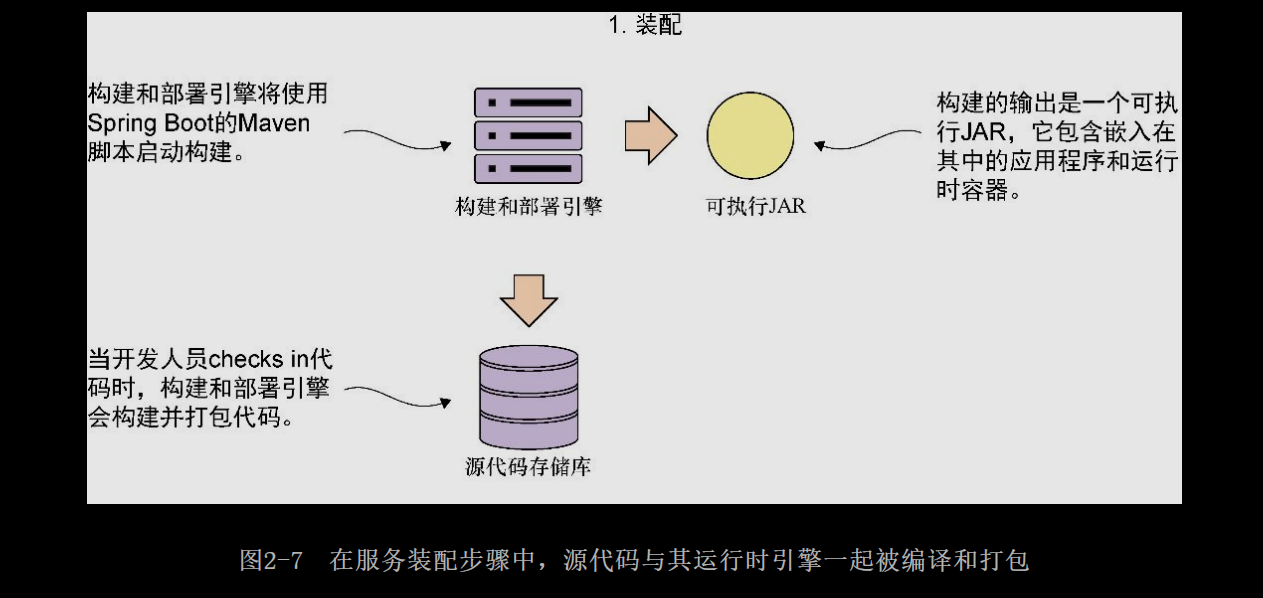 1. 装配
构建和部署引擎将使用
Spring Boot的Maven
脚本启动构建。
构建和部署引擎
可执行JAR
构建的输出是一个可执
行JAR，它包含嵌入在
其中的应用程序和运行
时容器。
当开发人员checks in代
码时，构建和部署引擎
会构建并打包代码。
源代码存储库
图2-7 在服务装配步骤中，源代码与其运行时引擎一起被编译和打包